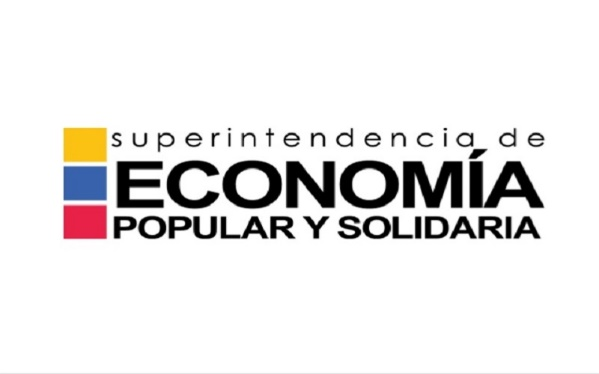 superintendencia de
ECONOMÍA
POPULAR Y SOLIDARIA